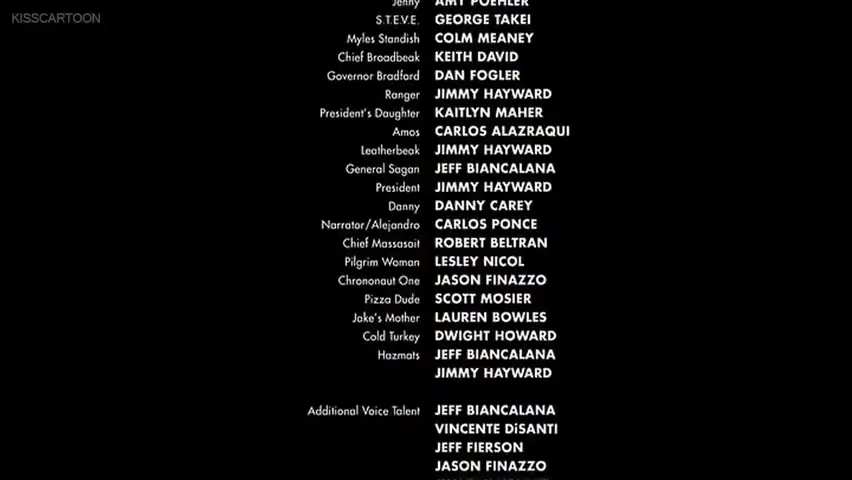 KISSCARTOON
Jenny AMY POEHLER
S.T.E.V.E. GEORGE TAKEI
Myles Standish COLM MEANEY
Chief Broadbeak KEITH DAVID
Governor Bradford DAN FOGLER
Ranger JIMMY HAYWARD
President's Daughter KAITLYN MAHER
Amos CARLOS ALAZRAQUI
Leatherbeak JIMMY HAYWARD
General Sagan JEFF BIANCALANA
President JIMMY HAYWARD
Danny DANNY CAREY
Narrator/Alejandro CARLOS PONCE
Chief Massasoit ROBERT BELTRAN
Pilgrim Woman LESLEY NICOL
Chrononaut One JASON FINAZZO
Pizza Dude SCOTT MOSIER
Jake's Mother LAUREN BOWLES
Cold Turkey DWIGHT HOWARD
Hazmats JEFF BIANCALANA
JIMMY HAYWARD
Additional Voice Talent JEFF BIANCALANA
VINCENTE DiSANTI
JEFF FIERSON
JASON FINAZZO